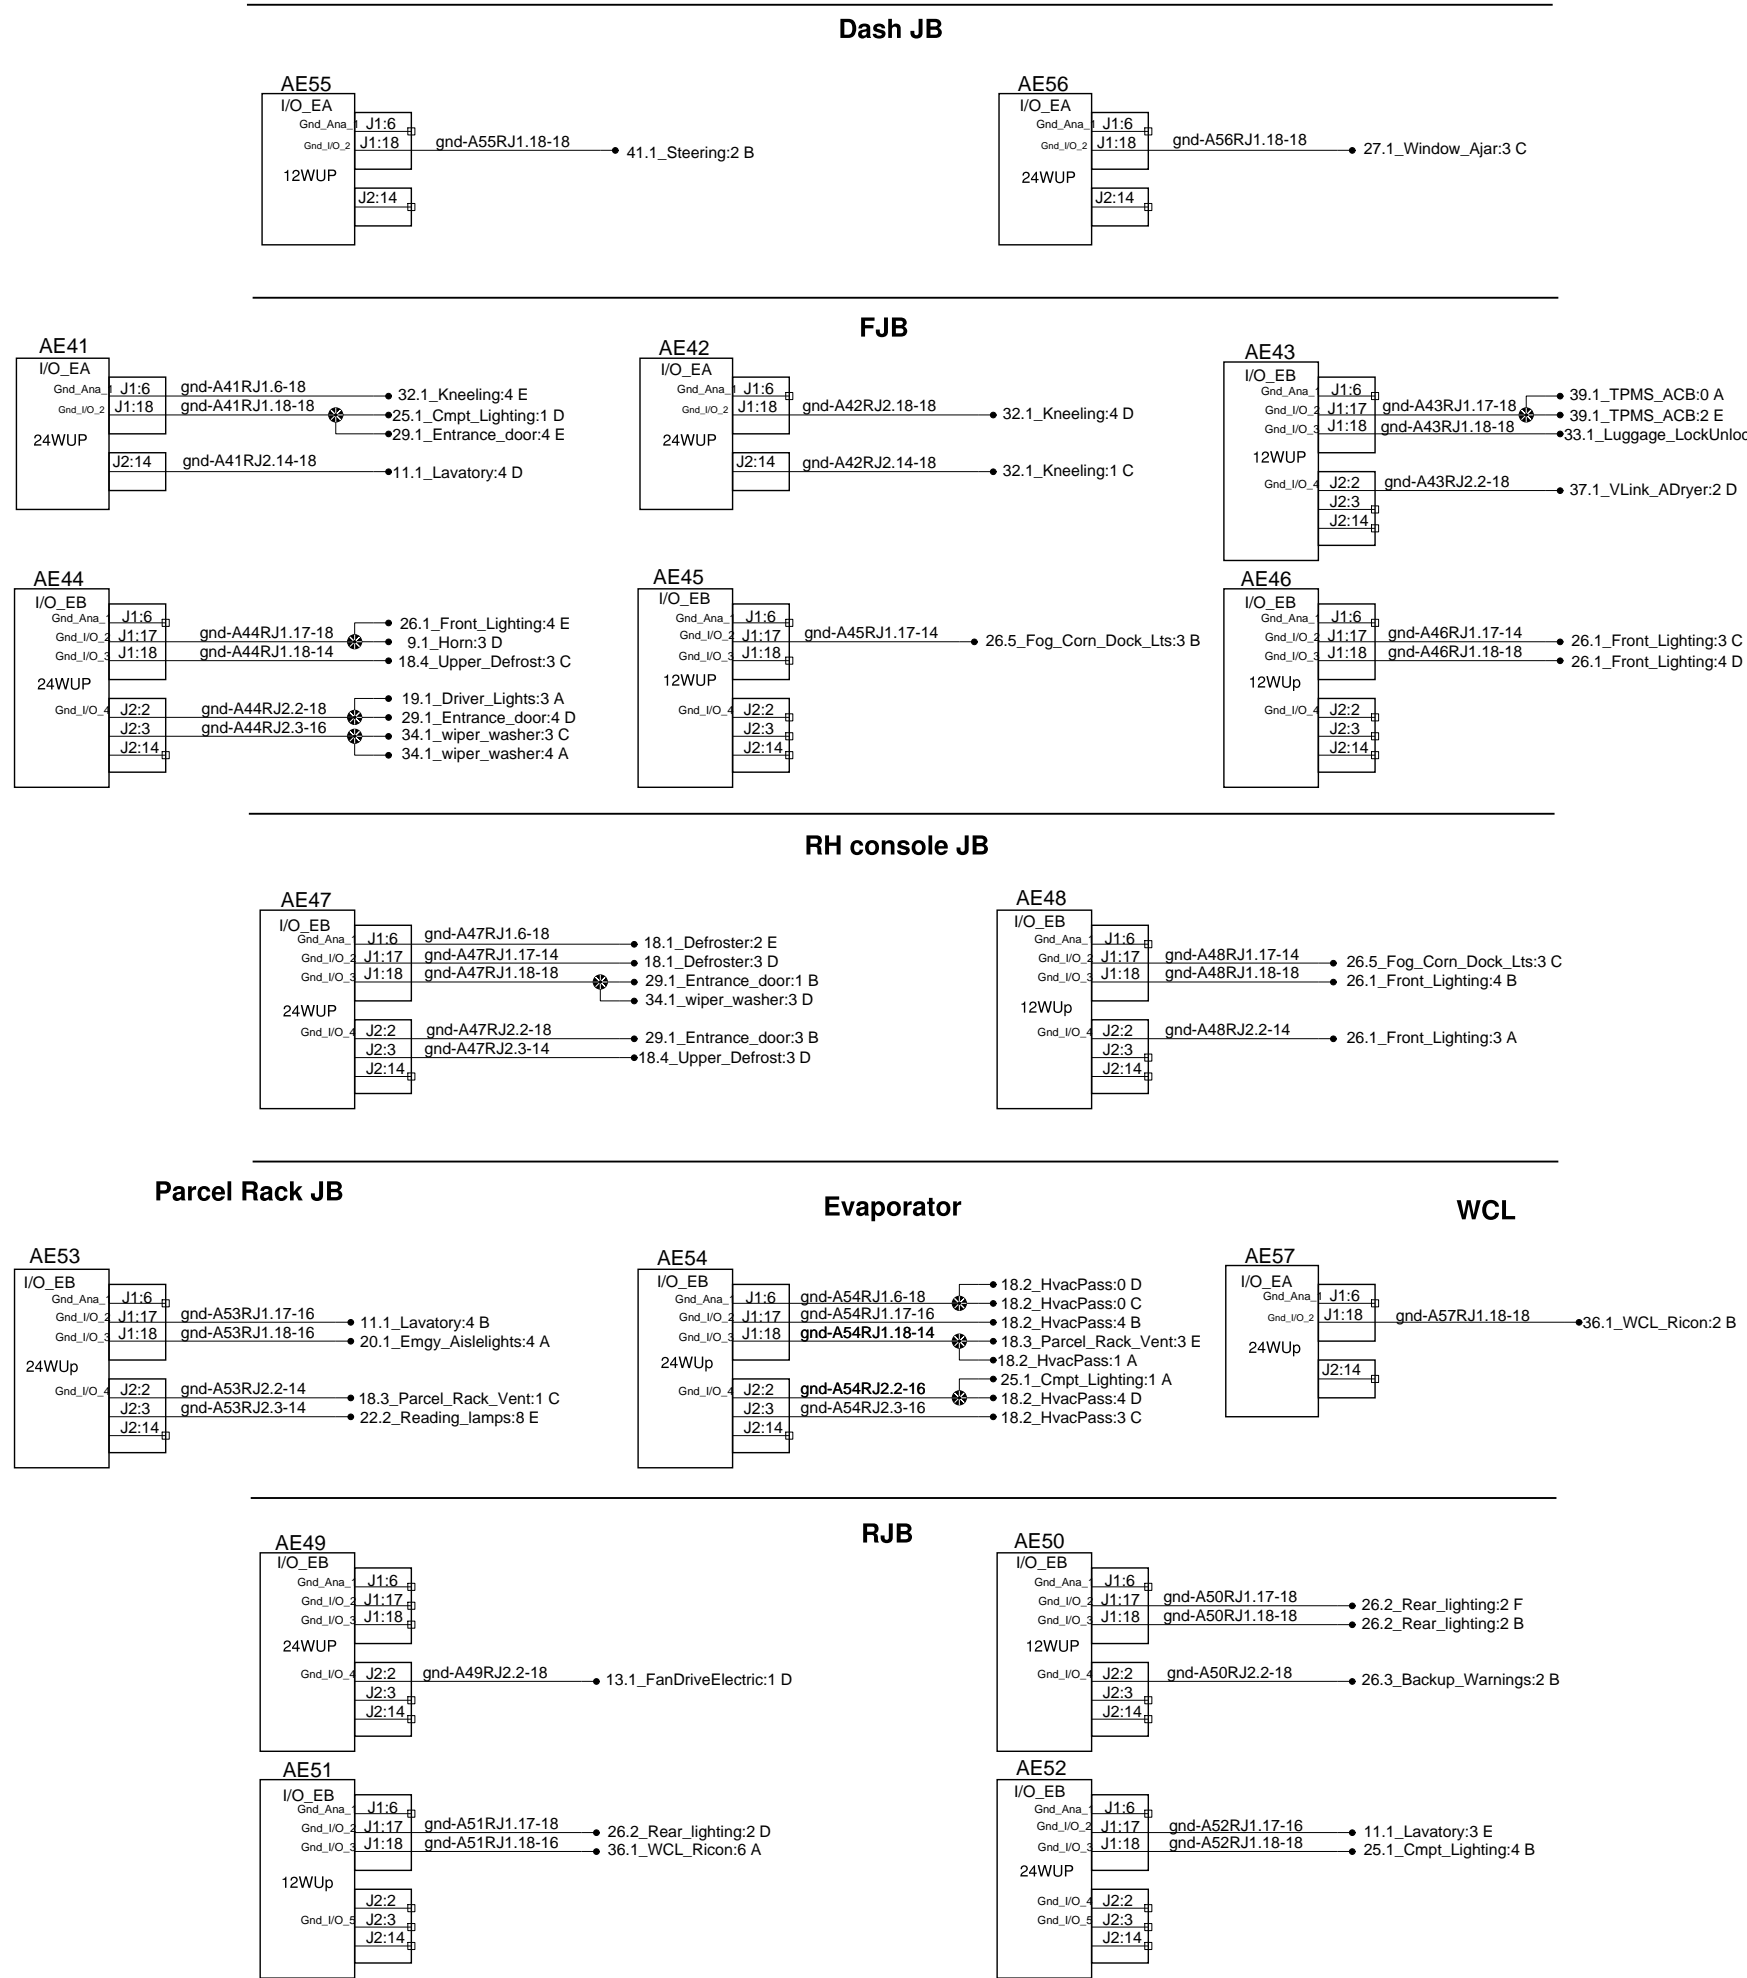 Dash JB
AE55
I/O_EA
Gnd_Ana_1 J1:6
Gnd_I/O_2 J1:18 gnd-A55RJ1.18-18 41.1_Steering:2 B
12WUP
J2:14
AE56
I/O_EA
Gnd_Ana_1 J1:6
Gnd_I/O_2 J1:18 gnd-A56RJ1.18-18 27.1_Window_Ajar:3 C
24WUP
J2:14
FJB
AE41
I/O_EA
Gnd_Ana_1 J1:6 gnd-A41RJ1.6-18 32.1_Kneeling:4 E
Gnd_I/O_2 J1:18 gnd-A41RJ1.18-18 25.1_Cmpt_Lighting:1 D
29.1_Entrance_door:4 E
24WUP
J2:14 gnd-A41RJ2.14-18 11.1_Lavatory:4 D
AE42
I/O_EA
Gnd_Ana_1 J1:6
Gnd_I/O_2 J1:18 gnd-A42RJ2.18-18 32.1_Kneeling:4 D
24WUP
J2:14 gnd-A42RJ2.14-18 32.1_Kneeling:1 C
AE43
I/O_EB
Gnd_Ana_1 J1:6 39.1_TPMS_ACB:0 A
Gnd_I/O_2 J1:17 gnd-A43RJ1.17-18 39.1_TPMS_ACB:2 E
Gnd_I/O_3 J1:18 gnd-A43RJ1.18-18 33.1_Luggage_LockUnloc
12WUP
Gnd_I/O_4 J2:2 gnd-A43RJ2.2-18 37.1_VLink_ADryer:2 D
J2:3
J2:14
AE44
I/O_EB
Gnd_Ana_1 J1:6 26.1_Front_Lighting:4 E
Gnd_I/O_2 J1:17 gnd-A44RJ1.17-18 9.1_Horn:3 D
Gnd_I/O_3 J1:18 gnd-A44RJ1.18-14 18.4_Upper_Defrost:3 C
24WUP
19.1_Driver_Lights:3 A
Gnd_I/O_4 J2:2 gnd-A44RJ2.2-18 29.1_Entrance_door:4 D
J2:3 gnd-A44RJ2.3-16 34.1_wiper_washer:3 C
J2:14 34.1_wiper_washer:4 A
AE45
I/O_EB
Gnd_Ana_1 J1:6
Gnd_I/O_2 J1:17 gnd-A45RJ1.17-14 26.5_Fog_Corn_Dock_Lts:3 B
Gnd_I/O_3 J1:18
12WUP
Gnd_I/O_4 J2:2
J2:3
J2:14
AE46
I/O_EB
Gnd_Ana_1 J1:6
Gnd_I/O_2 J1:17 gnd-A46RJ1.17-14 26.1_Front_Lighting:3 C
Gnd_I/O_3 J1:18 gnd-A46RJ1.18-18 26.1_Front_Lighting:4 D
12WUp
Gnd_I/O_4 J2:2
J2:3
J2:14
RH console JB
AE47
I/O_EB
Gnd_Ana_1 J1:6 gnd-A47RJ1.6-18 18.1_Defroster:2 E
Gnd_I/O_2 J1:17 gnd-A47RJ1.17-14 18.1_Defroster:3 D
Gnd_I/O_3 J1:18 gnd-A47RJ1.18-18 29.1_Entrance_door:1 B
34.1_wiper_washer:3 D
24WUP
Gnd_I/O_4 J2:2 gnd-A47RJ2.2-18 29.1_Entrance_door:3 B
J2:3 gnd-A47RJ2.3-14 18.4_Upper_Defrost:3 D
J2:14
AE48
I/O_EB
Gnd_Ana_1 J1:6
Gnd_I/O_2 J1:17 gnd-A48RJ1.17-14 26.5_Fog_Corn_Dock_Lts:3 C
Gnd_I/O_3 J1:18 gnd-A48RJ1.18-18 26.1_Front_Lighting:4 B
12WUp
Gnd_I/O_4 J2:2 gnd-A48RJ2.2-14 26.1_Front_Lighting:3 A
J2:3
J2:14
Parcel Rack JB
Evaporator
WCL
AE53
I/O_EB
Gnd_Ana_1 J1:6
Gnd_I/O_2 J1:17 gnd-A53RJ1.17-16 11.1_Lavatory:4 B
Gnd_I/O_3 J1:18 gnd-A53RJ1.18-16 20.1_Emgy_Aislelights:4 A
24WUp
Gnd_I/O_4 J2:2 gnd-A53RJ2.2-14 18.3_Parcel_Rack_Vent:1 C
J2:3 gnd-A53RJ2.3-14 22.2_Reading_lamps:8 E
J2:14
AE54
I/O_EB
18.2_HvacPass:0 D
Gnd_Ana_1 J1:6 gnd-A54RJ1.6-18 18.2_HvacPass:0 C
Gnd_I/O_2 J1:17 gnd-A54RJ1.17-16 18.2_HvacPass:4 B
Gnd_I/O_3 J1:18 gnd-A54RJ1.18-14 18.3_Parcel_Rack_Vent:3 E
24WUp 18.2_HvacPass:1 A
25.1_Cmpt_Lighting:1 A
Gnd_I/O_4 J2:2 gnd-A54RJ2.2-16 18.2_HvacPass:4 D
J2:3 gnd-A54RJ2.3-16 18.2_HvacPass:3 C
J2:14
AE57
I/O_EA
Gnd_Ana_1 J1:6
Gnd_I/O_2 J1:18 gnd-A57RJ1.18-18 36.1_WCL_Ricon:2 B
24WUp
J2:14
RJB
AE49
I/O_EB
Gnd_Ana_1 J1:6
Gnd_I/O_2 J1:17
Gnd_I/O_3 J1:18
24WUP
Gnd_I/O_4 J2:2 gnd-A49RJ2.2-18 13.1_FanDriveElectric:1 D
J2:3
J2:14
AE50
I/O_EB
Gnd_Ana_1 J1:6
Gnd_I/O_2 J1:17 gnd-A50RJ1.17-18 26.2_Rear_lighting:2 F
Gnd_I/O_3 J1:18 gnd-A50RJ1.18-18 26.2_Rear_lighting:2 B
12WUP
Gnd_I/O_4 J2:2 gnd-A50RJ2.2-18 26.3_Backup_Warnings:2 B
J2:3
J2:14
AE51
I/O_EB
Gnd_Ana_1 J1:6
Gnd_I/O_2 J1:17 gnd-A51RJ1.17-18 26.2_Rear_lighting:2 D
Gnd_I/O_3 J1:18 gnd-A51RJ1.18-16 36.1_WCL_Ricon:6 A
12WUp
J2:2
Gnd_I/O_5 J2:3
J2:14
AE52
I/O_EB
Gnd_Ana_1 J1:6
Gnd_I/O_2 J1:17 gnd-A52RJ1.17-16 11.1_Lavatory:3 E
Gnd_I/O_3 J1:18 gnd-A52RJ1.18-18 25.1_Cmpt_Lighting:4 B
24WUP
Gnd_I/O_4 J2:2
Gnd_I/O_5 J2:3
J2:14